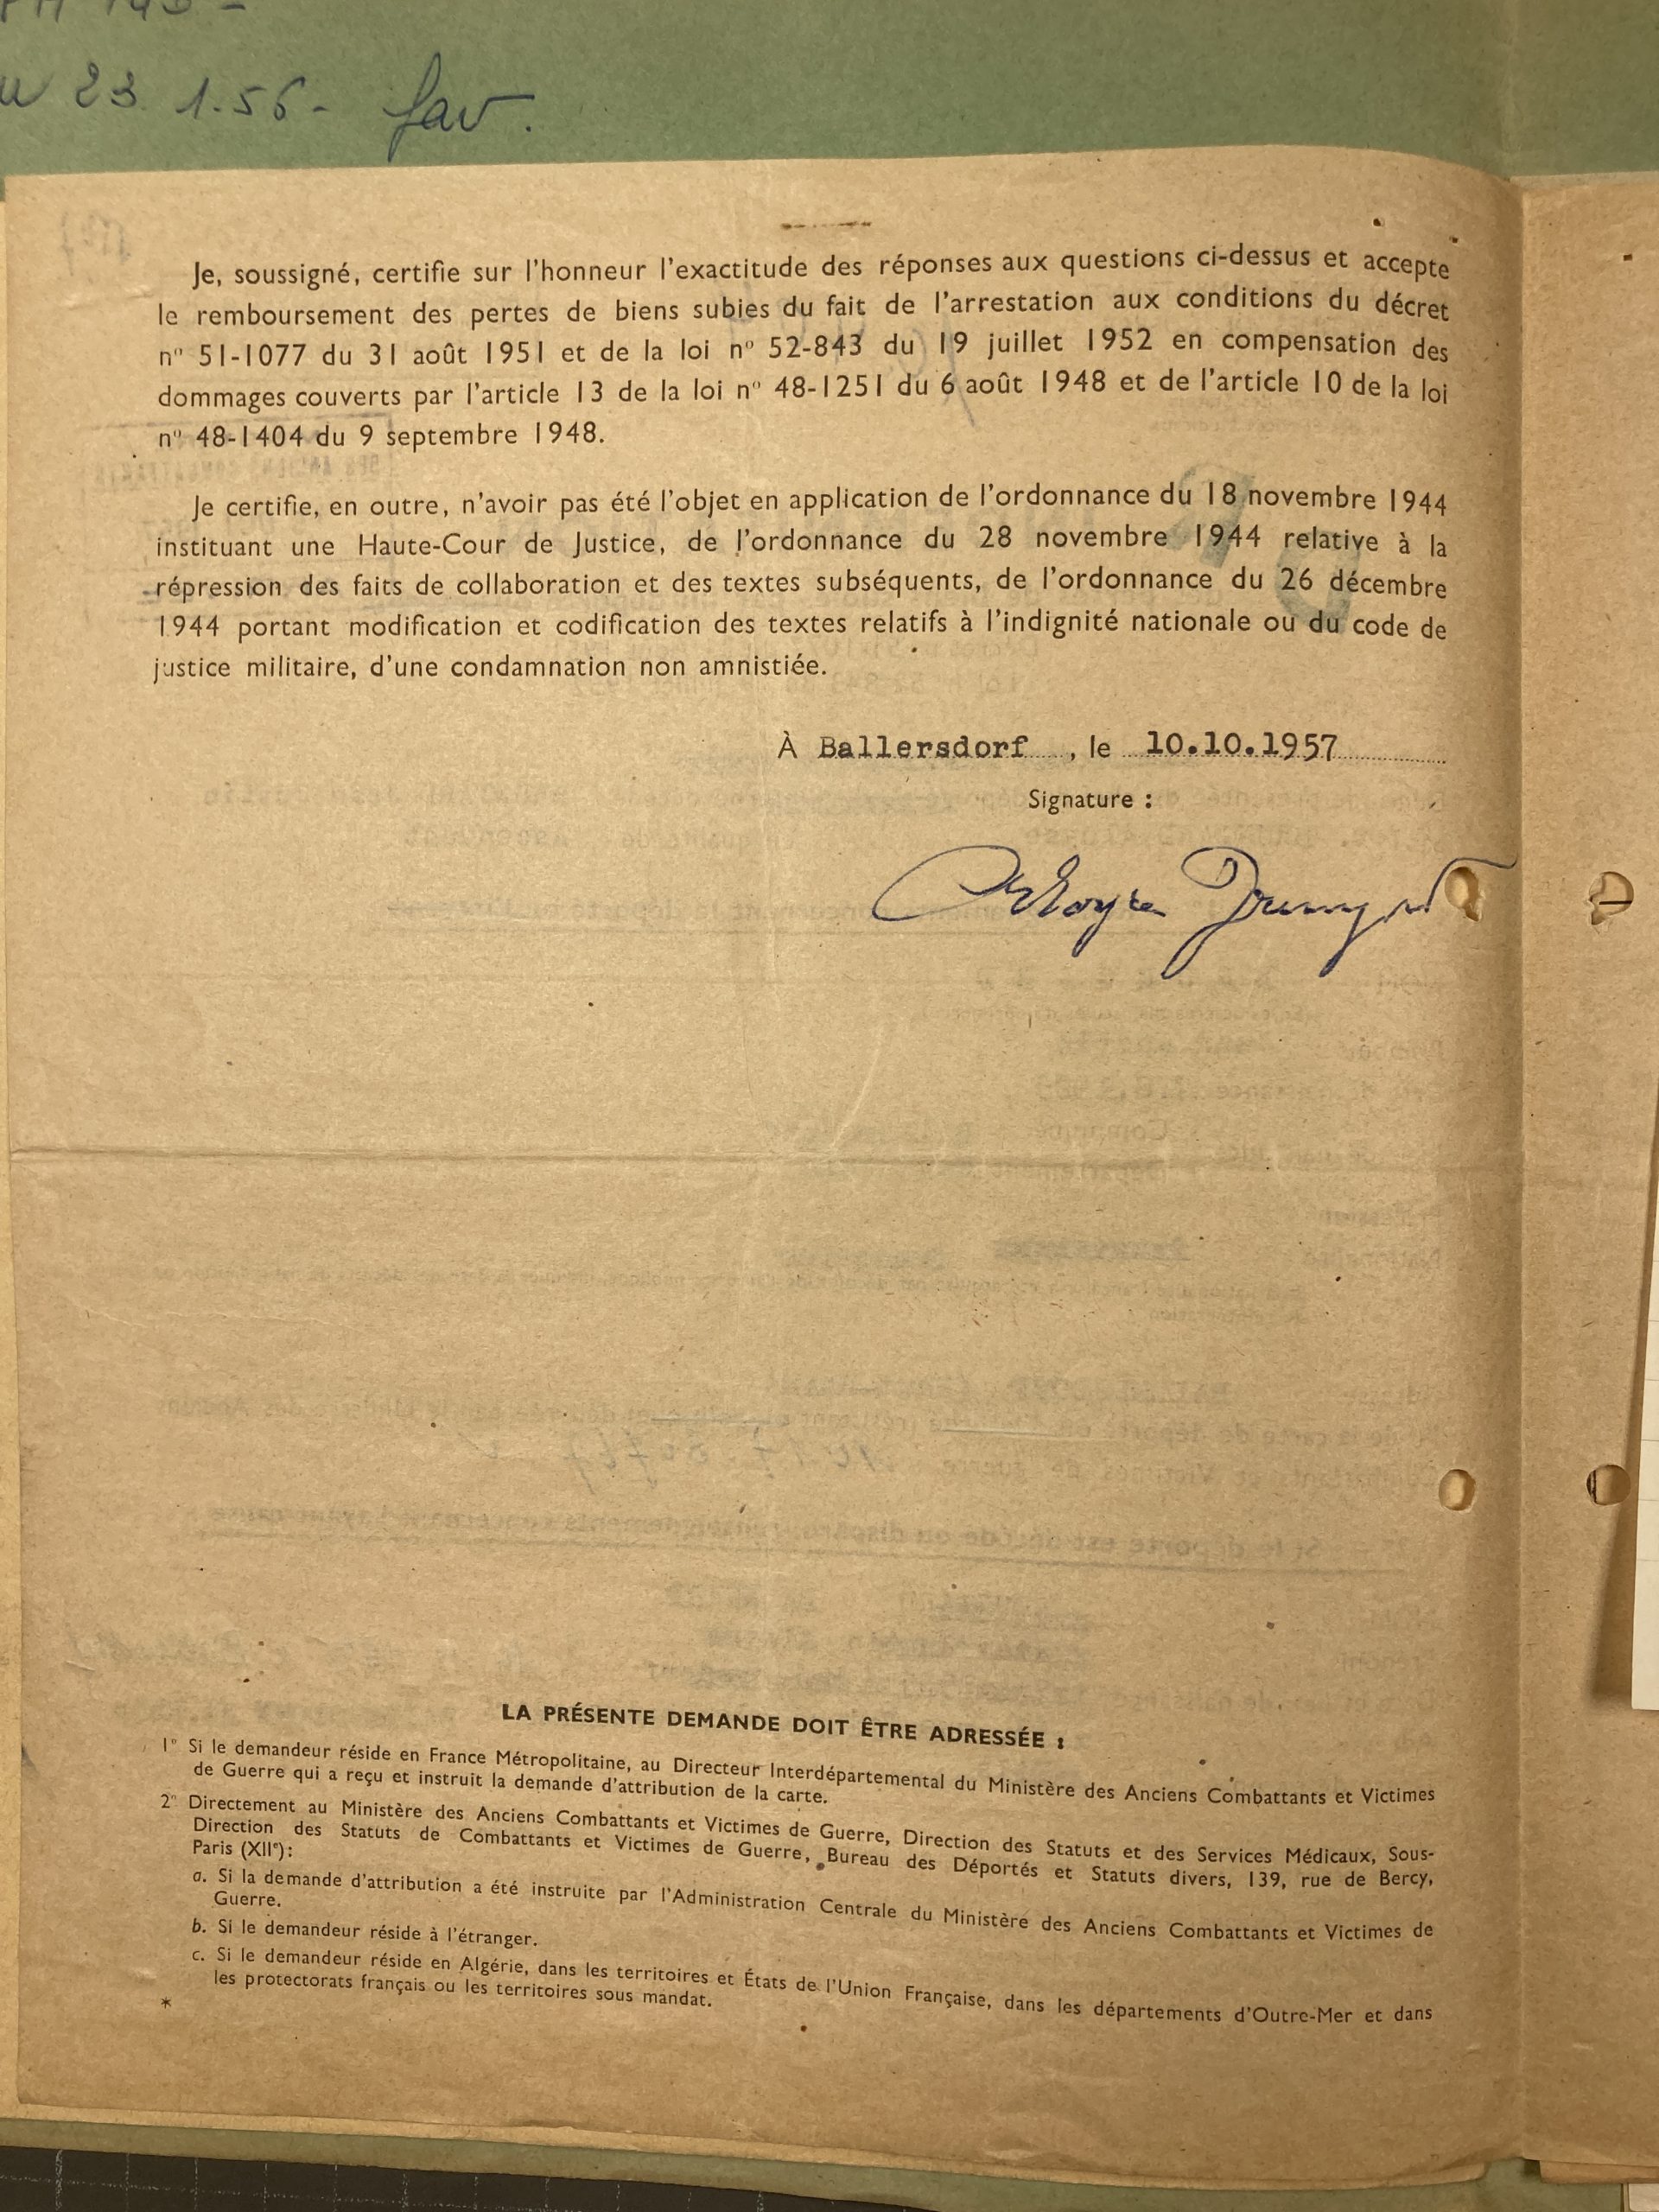 23. 1.56- fav.
Je, soussigné, certifie sur l'honneur l'exactitude des réponses aux questions ci-dessus et accepte
le remboursement des pertes de biens subies du fait de l'arrestation aux conditions du décret
n° 51-1077 du 31 août 1951 et de la loi n° 52-843 du 19 juillet 1952 en compensation des
dommages couverts par l'article 13 de la loi n° 48-1251 du 6 août 1948 et de l'article 10 de la loi
n° 48-1404 du 9 septembre 1948.
Je certifie, en outre, n'avoir pas été l'objet en application de l'ordonnance du 18 novembre 1944
instituant une Haute-Cour de Justice, de l'ordonnance du 28 novembre 1944 relative à la
répression des faits de collaboration et des textes subséquents, de l'ordonnance du 26 décembre
1944 portant modification et codification des textes relatifs à l'indignité nationale ou du code de
justice militaire, d'une condamnation non amnistiée.
À Ballersdorf , le 10.10.1957
Signature :
LA PRÉSENTE DEMANDE DOIT ÊTRE ADRESSÉE :
1° Si le demandeur réside en France Métropolitaine, au Directeur Interdépartemental du Ministère des Anciens Combattants et Victimes
de Guerre qui a reçu et instruit la demande d'attribution de la carte.
2° Directement au Ministère des Anciens Combattants et Victimes de Guerre, Direction des Statuts et des Services Médicaux, Sous-
Direction des Statuts de Combattants et Victimes de Guerre, Bureau des Déportés et Statuts divers, 139, rue de Bercy,
Paris (XIIe) :
a. Si la demande d'attribution a été instruite par l'Administration Centrale du Ministère des Anciens Combattants et Victimes de
Guerre.
b. Si le demandeur réside à l'étranger.
c. Si le demandeur réside en Algérie, dans les territoires et États de l'Union Française, dans les départements d'Outre-Mer et dans
les protectorats français ou les territoires sous mandat.
*